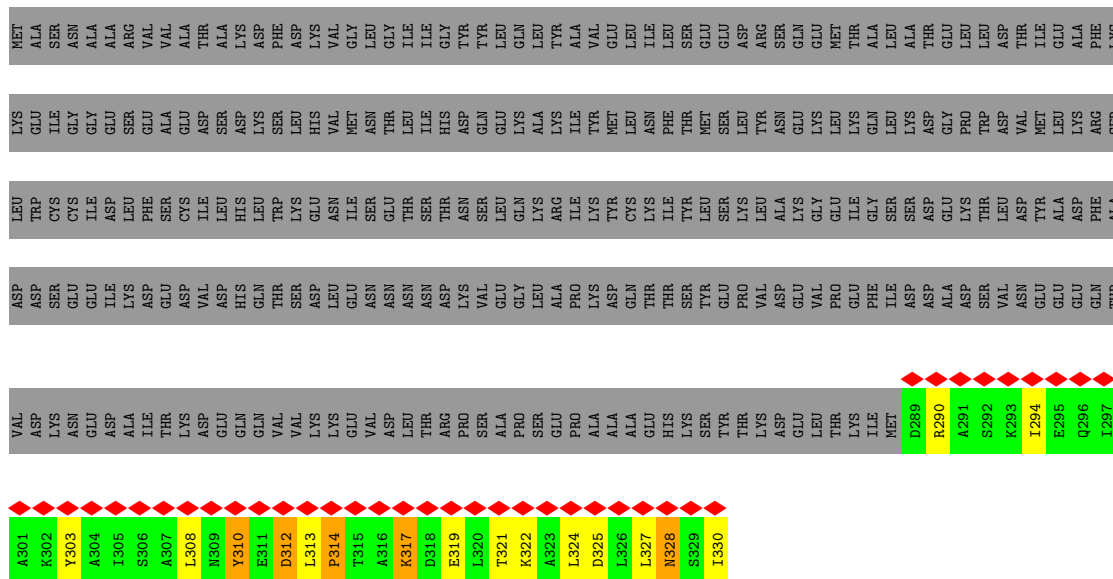 MET ALA SER ASN ALA ALA ARG VAL VAL ALA THR ALA LYS ASP PHE ASP LYS VAL GLY LEU GLY ILE ILE GLY TYR TYR LEU GLN LEU TYR ALA VAL GLU LEU ILE LEU SER GLU GLU ASP ARG SER GLN GLU MET THR ALA LEU ALA THR GLU LEU LEU ASP THR ILE GLU ALA PHE
LYS GLU ILE GLY GLY GLU SER GLU ALA GLU ASP SER ASP LYS SER LEU HIS VAL MET ASN THR LEU ILE HIS ASP GLN GLU LYS ALA LYS ILE TYR MET LEU ASN PHE THR MET SER LEU TYR ASN GLU LYS LEU LYS GLN LEU LYS ASP GLY PRO TRP ASP VAL MET LEU LYS ARG
LEU TRP CYS CYS ILE ASP LEU PHE SER CYS ILE LEU HIS LEU TRP LYS GLU ASN ILE SER GLU THR SER THR ASN SER LEU GLN LYS ARG ILE LYS TYR CYS LYS ILE TYR LEU SER LYS LEU ALA LYS GLY GLU ILE GLY SER SER ASP GLU LYS THR LEU ASP TYR ALA ASP PHE
ASP ASP SER GLU GLU ILE LYS ASP GLU ASP VAL ASP HIS GLN THR SER ASP LEU GLU ASN ASN ASN ASN ASP LYS VAL GLU GLY LEU ALA PRO LYS ASP GLN THR THR SER TYR GLU PRO VAL ASP GLU VAL PRO GLU PHE ILE ASP ASP ALA ASP SER VAL ASN GLU GLU GLU GLN
VAL ASP LYS ASN GLU ASP ALA ILE THR LYS ASP GLU GLN GLN VAL VAL LYS LYS GLU VAL ASP LEU THR ARG PRO SER ALA PRO SER GLU PRO ALA ALA ALA GLU HIS LYS SER TYR THR LYS ASP GLU LEU THR LYS ILE MET D289 R290 A291 S292 K293 I294 E295 Q296 I297
A301 K302 Y303 A304 I305 S306 A307 L308 N309 Y310 E311 D312 L313 P314 T315 A316 K317 D318 E319 L320 T321 K322 A323 L324 D325 L326 L327 N328 S329 I330